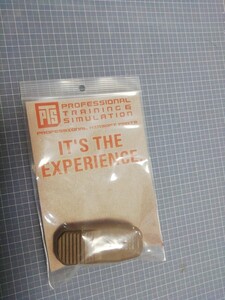 PTS PROFESSIONAL
TRAINING &
SIMULATION
IT'S THE
EXPERIENCE.